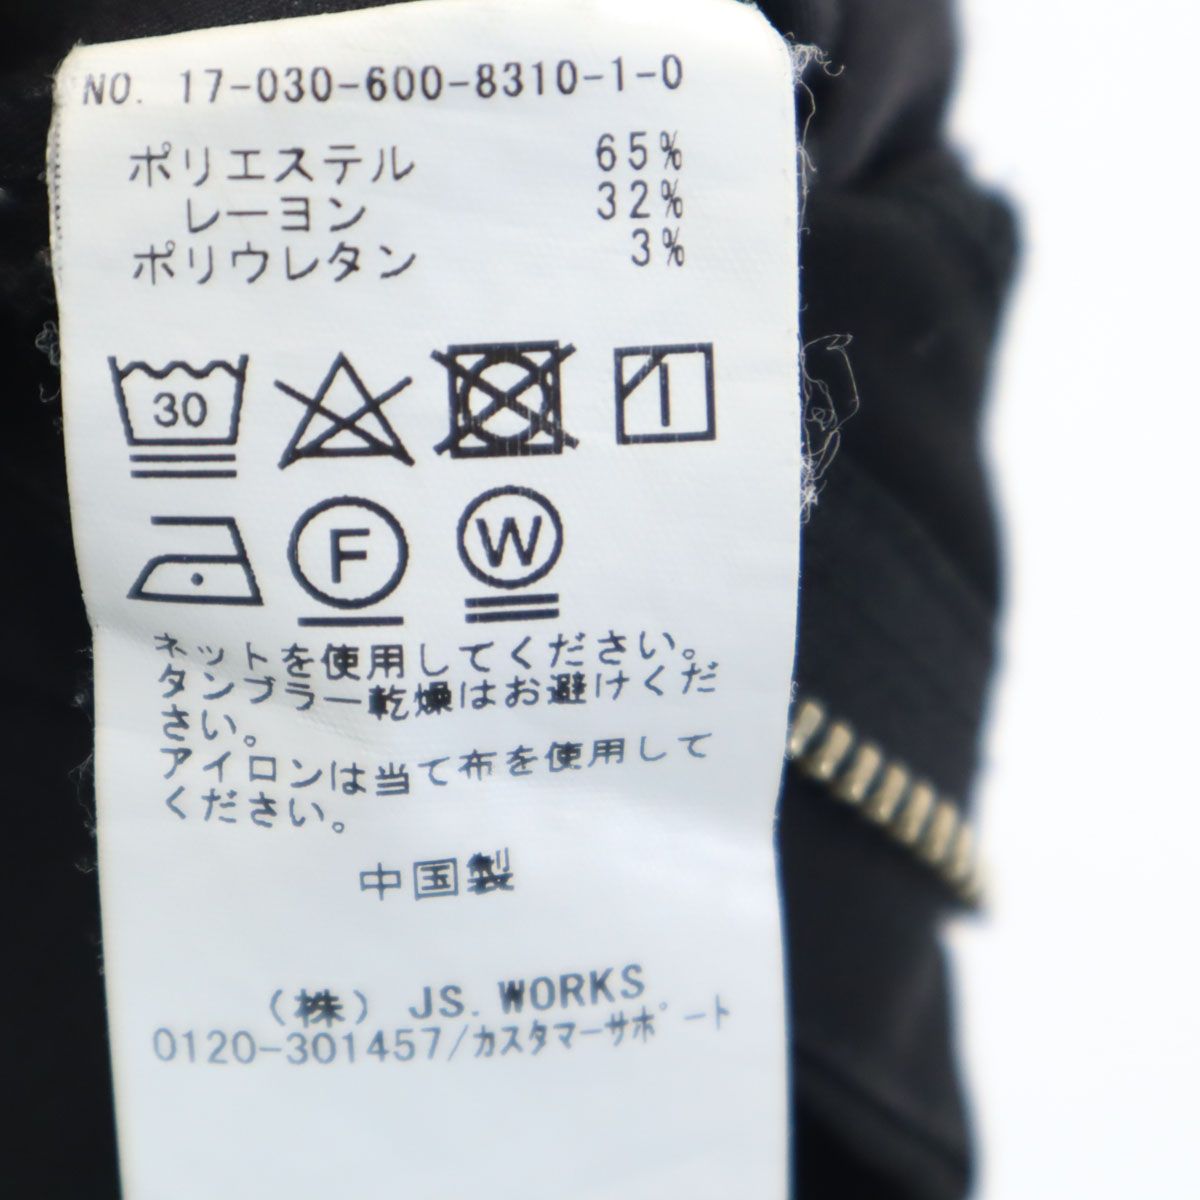 NO. 17-030-600-8310-1-0
ポリエステル 65%
レーヨン 32%
ポリウレタン 3%
30
F
W
ネットを使用してください。
タンブラー乾燥はお避けくだ
さい。
アイロンは当て布を使用して
ください。
中国製
(株) JS. WORKS
0120-301457/カスタマーサポート